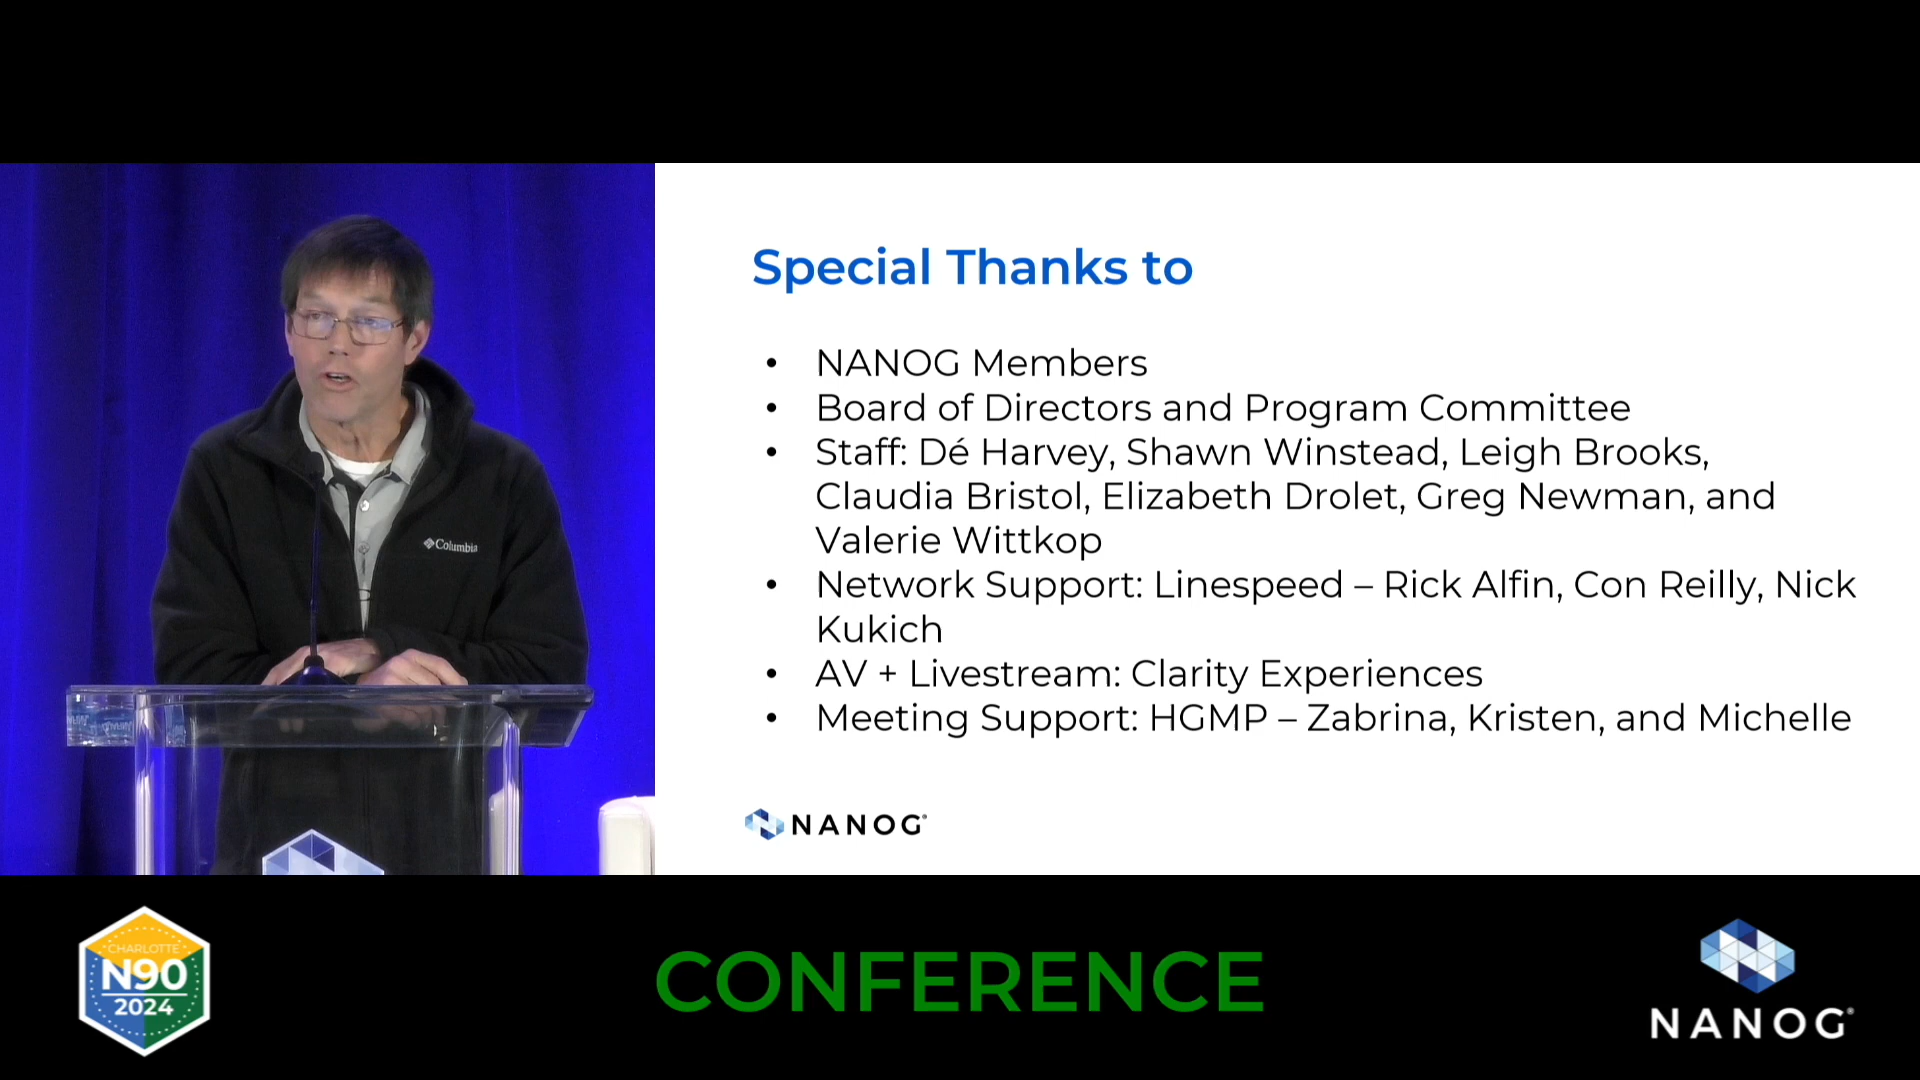 Special Thanks to
• NANOG Members
• Board of Directors and Program Committee
• Staff: Dé Harvey, Shawn Winstead, Leigh Brooks,
Claudia Bristol, Elizabeth Drolet, Greg Newman, and
Valerie Wittkop
• Network Support: Linespeed – Rick Alfin, Con Reilly, Nick
Kukich
• AV + Livestream: Clarity Experiences
• Meeting Support: HGMP – Zabrina, Kristen, and Michelle
NANOG®
Columbia
CHARLOTTE
N90
2024
CONFERENCE
NANOG®